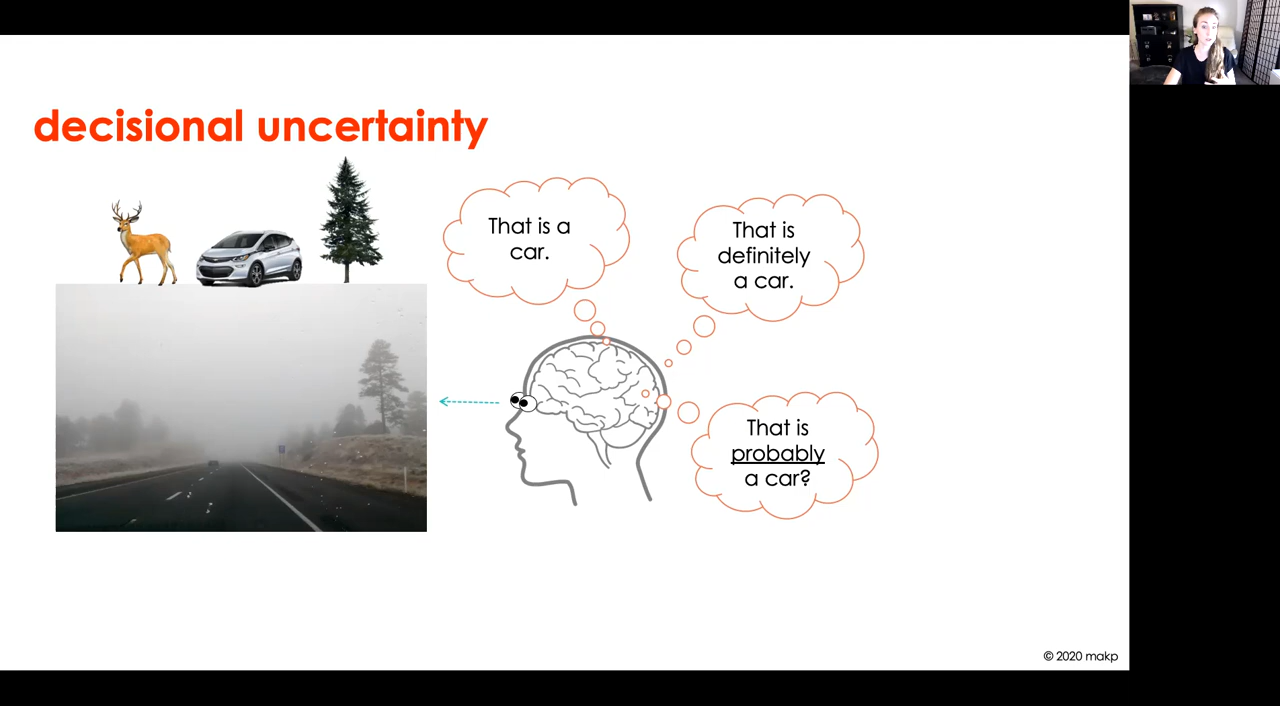 decisional uncertainty
That is a
car.
That is
definitely
a car.
That is
probably
a car?
© 2020 makp